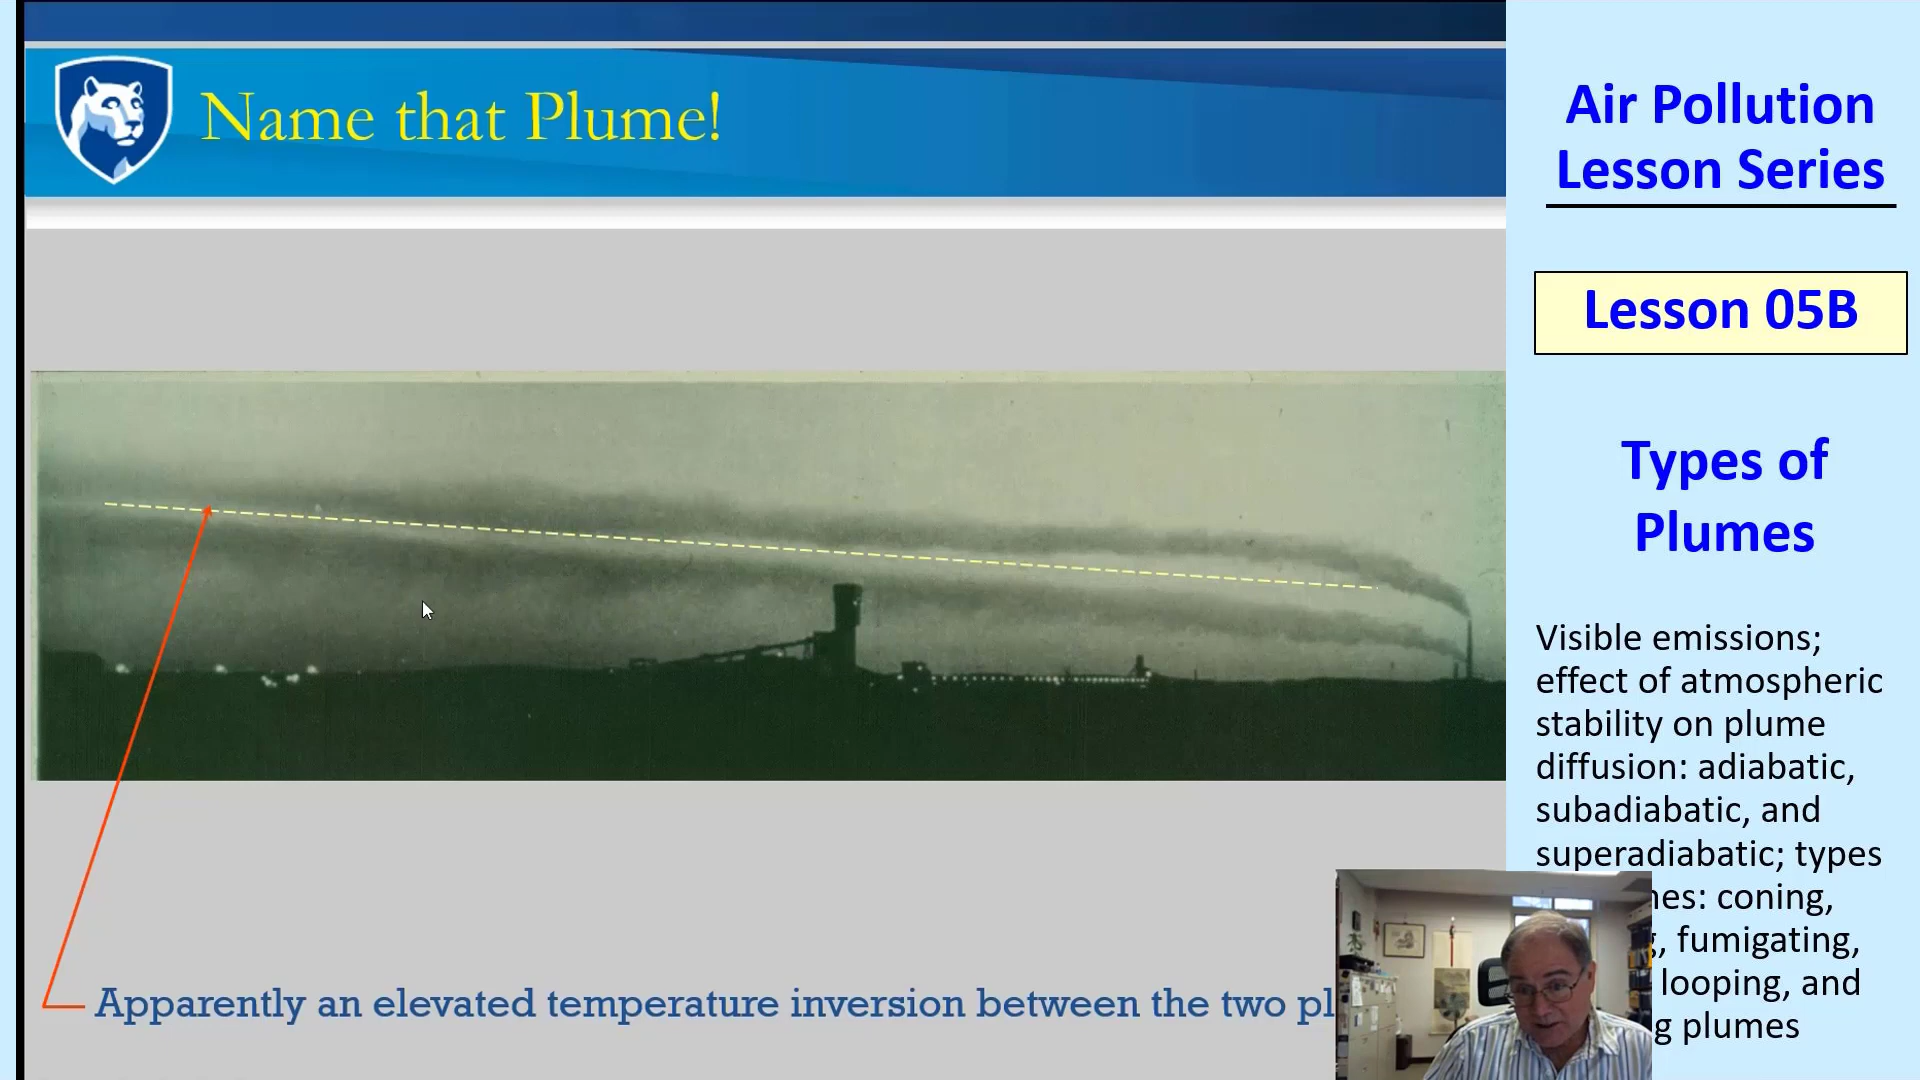 Name that Plume!
Apparently an elevated temperature inversion between the two
Air Pollution
Lesson Series
Lesson 05B
Types of
Plumes
Visible emissions;
effect of atmospheric
stability on plume
diffusion: adiabatic,
subadiabatic, and
superadiabatic; types
coning,
fumigating,
looping, and
plumes